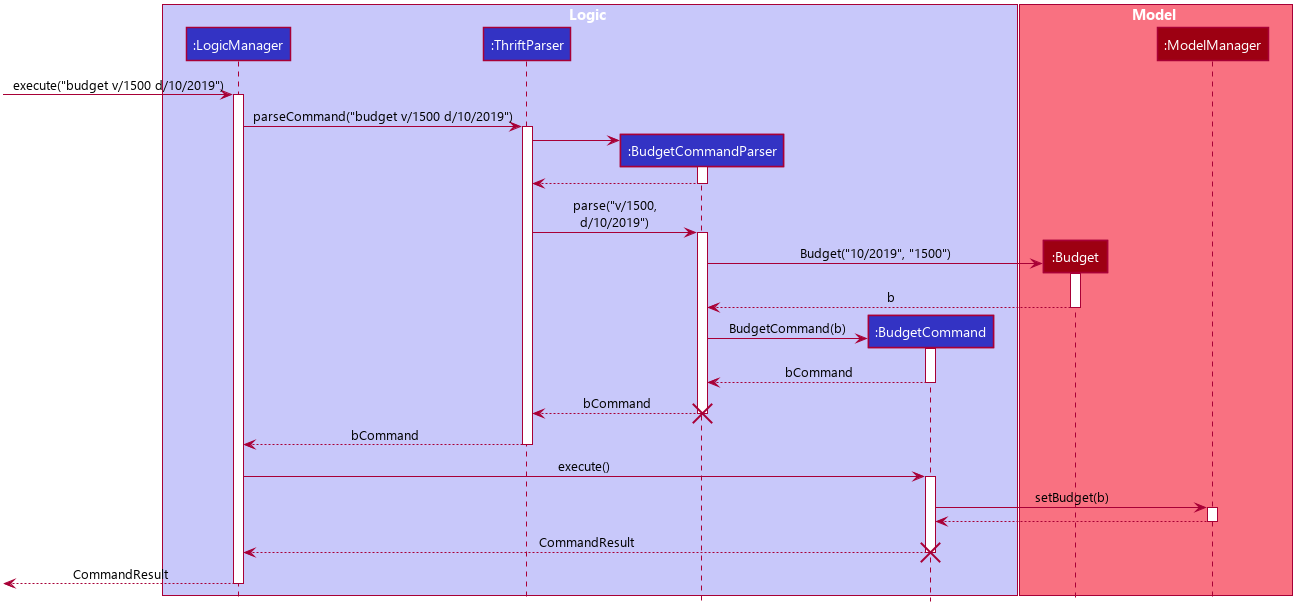 Logic
Model
:LogicManager
:ThriftParser
:ModelManager
execute("budget v/1500 d/10/2019")
parseCommand("budget v/1500 d/10/2019")
:BudgetCommandParser
parse("v/1500,
d/10/2019")
Budget("10/2019", "1500")
:Budget
b
BudgetCommand(b)
:BudgetCommand
bCommand
bCommand
bCommand
execute()
setBudget(b)
CommandResult
CommandResult